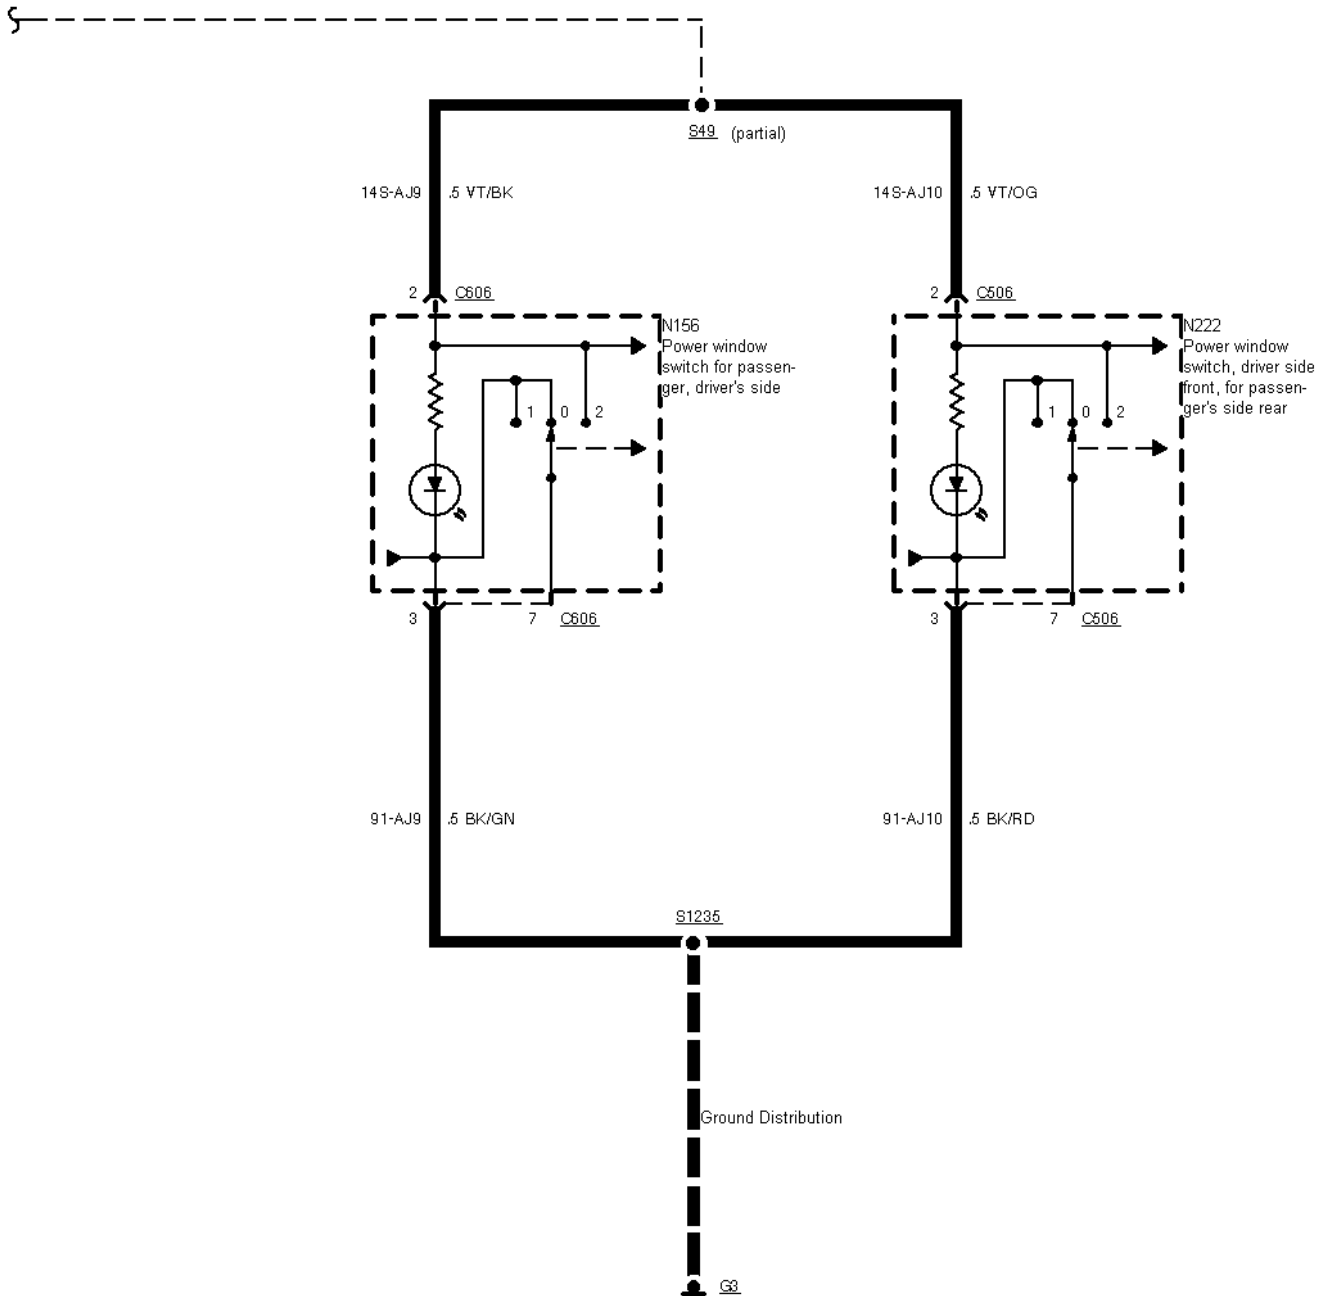 S49 (partial)
14S-AJ9 .5 VT/BK
14S-AJ10 .5 VT/OG
2 C606
2 C506
N156
Power window
switch for passen-
ger, driver's side
1 0 2
N222
Power window
switch, driver side
front, for passen-
ger's side rear
1 0 2
3 7 C606
3 7 C506
91-AJ9 .5 BK/GN
91-AJ10 .5 BK/RD
S1235
Ground Distribution
G3